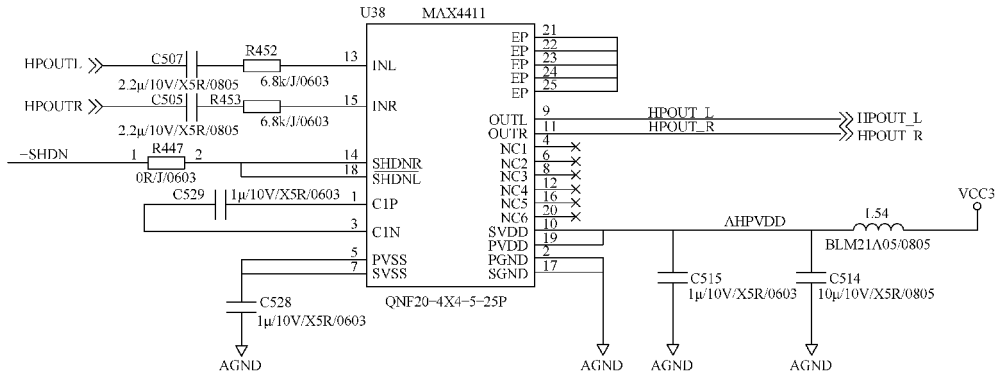 U38
MAX4411
HPOUTL
C507
2.2μ/10V/X5R/0805
R452
6.8k/J/0603
13
INL
HPOUTR
C505
2.2μ/10V/X5R/0805
R453
6.8k/J/0603
15
INR
-SHDN
1
R447
2
0R/J/0603
14
SHDNR
18
SHDNL
C529
1μ/10V/X5R/0603
1
C1P
3
C1N
5
PVSS
7
SVSS
C528
1μ/10V/X5R/0603
AGND
EP
21
EP
22
EP
23
EP
24
EP
25
OUTL
9
HPOUT_L
HPOUT_L
OUTR
11
HPOUT_R
HPOUT_R
NC1
4
NC2
6
NC3
8
NC4
12
NC5
16
NC6
20
SVDD
10
PVDD
19
PGND
2
SGND
17
AHPVDD
L54
BLM21A05/0805
VCC3
C515
1μ/10V/X5R/0603
C514
10μ/10V/X5R/0805
QNF20-4X4-5-25P
AGND
AGND
AGND